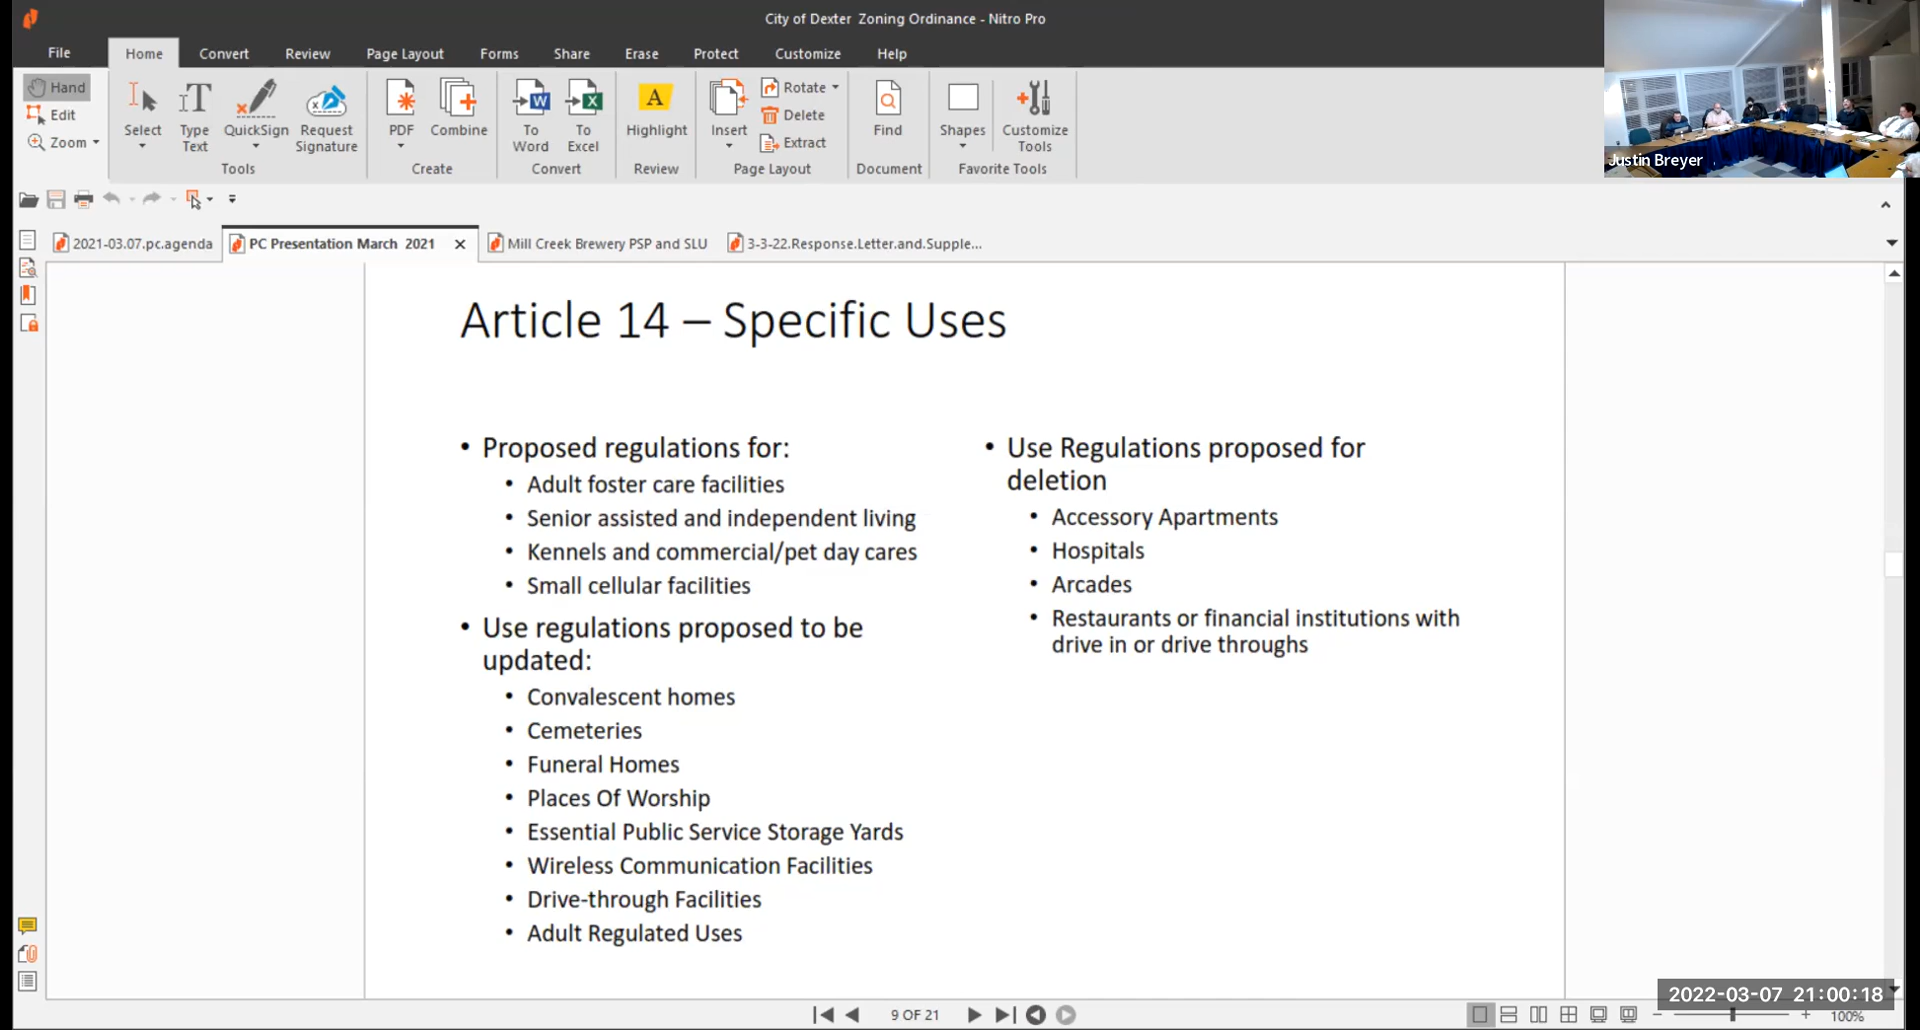 City of Dexter Zoning Ordinance - Nitro Pro
File Home Convert Review Page Layout Forms Share Erase Protect Customize Help
Hand
Edit
Zoom
Select
Type
Text
QuickSign
Request
Signature
Tools
PDF
Combine
Create
To
Word
To
Excel
Convert
Highlight
Review
Insert
Rotate
Delete
Extract
Page Layout
Find
Document
Shapes
Customize
Tools
Favorite Tools
Justin Breyer
2021-03.07.pc.agenda
PC Presentation March 2021
Mill Creek Brewery PSP and SLU
3-3-22.Response.Letter.and.Supple...
Article 14 – Specific Uses
• Proposed regulations for:
• Adult foster care facilities
• Senior assisted and independent living
• Kennels and commercial/pet day cares
• Small cellular facilities
• Use regulations proposed to be
updated:
• Convalescent homes
• Cemeteries
• Funeral Homes
• Places Of Worship
• Essential Public Service Storage Yards
• Wireless Communication Facilities
• Drive-through Facilities
• Adult Regulated Uses
• Use Regulations proposed for
deletion
• Accessory Apartments
• Hospitals
• Arcades
• Restaurants or financial institutions with
drive in or drive throughs
9 OF 21
2022-03-07 21:00:18
100%